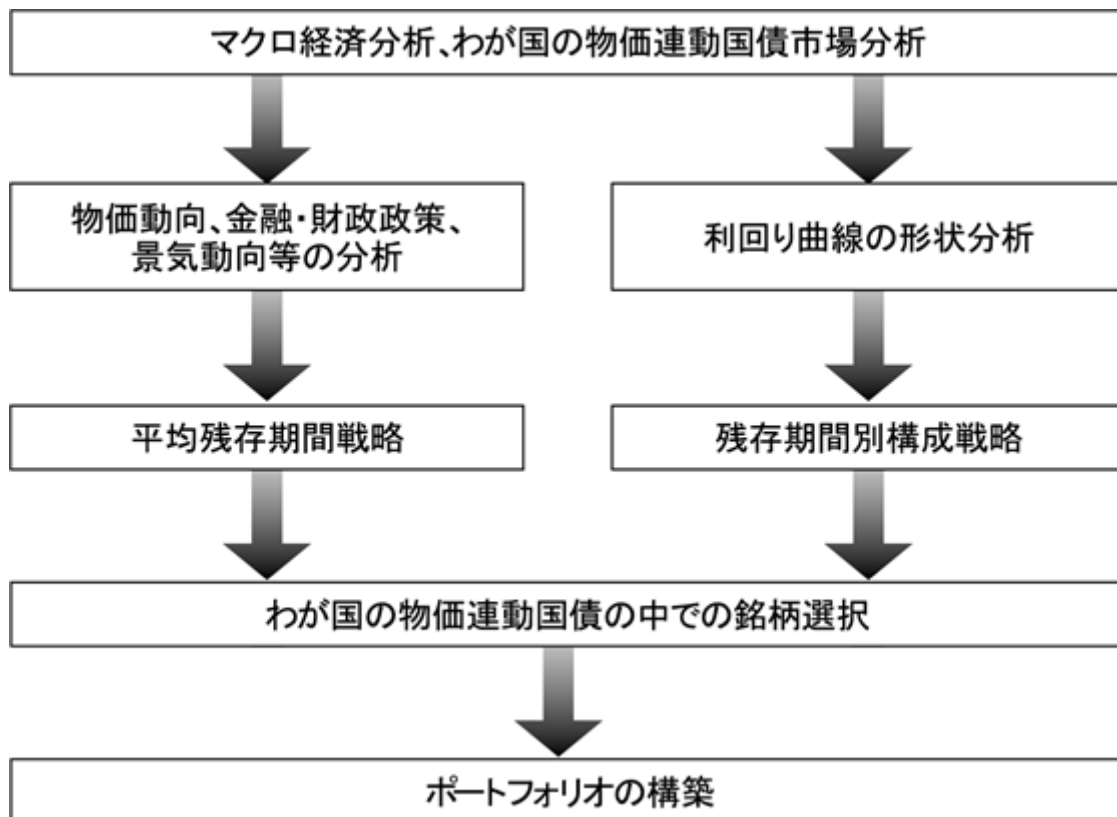 マクロ経済分析、わが国の物価連動国債市場分析
物価動向、金融・財政政策、
景気動向等の分析
利回り曲線の形状分析
平均残存期間戦略
残存期間別構成戦略
わが国の物価連動国債の中での銘柄選択
ポートフォリオの構築